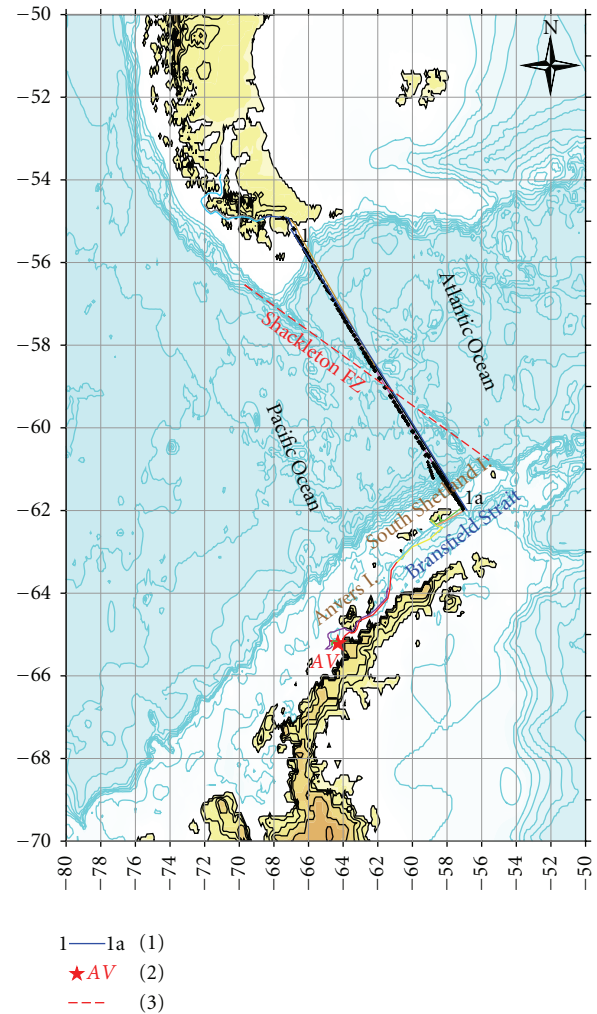 −50
−52
−54
−56
−58
−60
−62
−64
−66
−68
−70
−80
−78
−76
−74
−72
−70
−68
−66
−64
−62
−60
−58
−56
−54
−52
−50
N
1
Shackleton FZ
Atlantic Ocean
Pacific Ocean
South Shetland I.
1a
Bransfield Strait
Anvers I.
AV
1 1a (1)
AV (2)
(3)